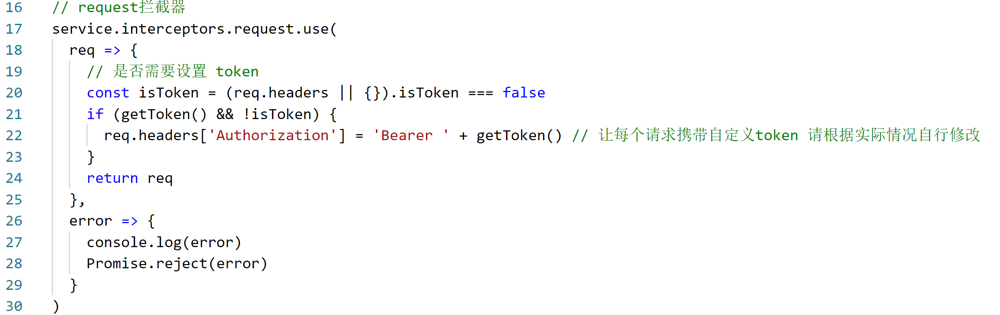 16 // request拦截器
17 service.interceptors.request.use(
18 req => {
19 // 是否需要设置 token
20 const isToken = (req.headers || {}).isToken === false
21 if (getToken() && !isToken) {
22 req.headers['Authorization'] = 'Bearer ' + getToken() // 让每个请求携带自定义token 请根据实际情况自行修改
23 }
24 return req
25 },
26 error => {
27 console.log(error)
28 Promise.reject(error)
29 }
30 )